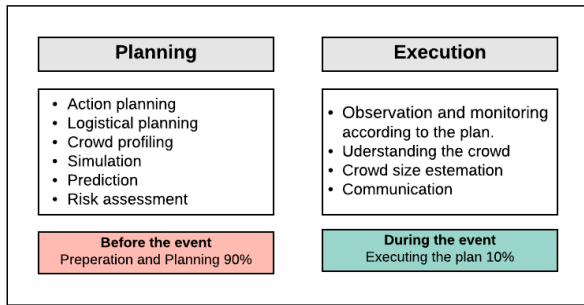 Planning
• Action planning
• Logistical planning
• Crowd profiling
• Simulation
• Prediction
• Risk assessment
Before the event
Preperation and Planning 90%
Execution
• Observation and monitoring
according to the plan.
• Uderstanding the crowd
• Crowd size estemation
• Communication
During the event
Executing the plan 10%